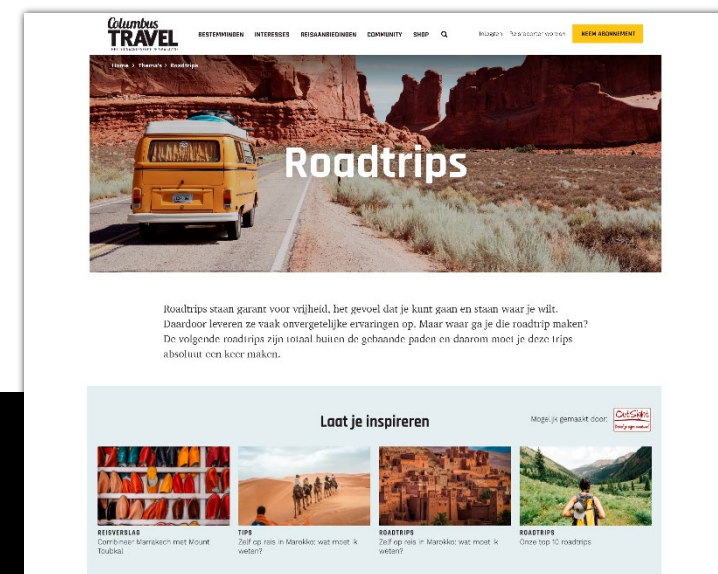 Columbus
TRAVEL
BESTEMMINGEN INTERESSES REISAANBIEDINGEN COMMUNITY SHOP
Inloggen Reisreporter worden NEEM ABONNEMENT
Home > Thema's > Roadtrips
Roadtrips
Roadtrips staan garant voor vrijheid, het gevoel dat je kunt gaan en staan waar je wilt.
Daardoor leveren ze vaak onvergetelijke ervaringen op. Maar waar ga je die roadtrip maken?
De volgende roadtrips zijn totaal buiten de gebaande paden en daarom moet je deze trips
absoluut een keer maken.
Laat je inspireren
Mogelijk gemaakt door:
OutSight
REISVERSLAG
Combineer Marrakech met Mount
Toubkal
TIPS
Zelf op reis in Marokko: wat moet ik
weten?
ROADTRIPS
Zelf op reis in Marokko: wat moet ik
weten?
ROADTRIPS
Onze top 10 roadtrips